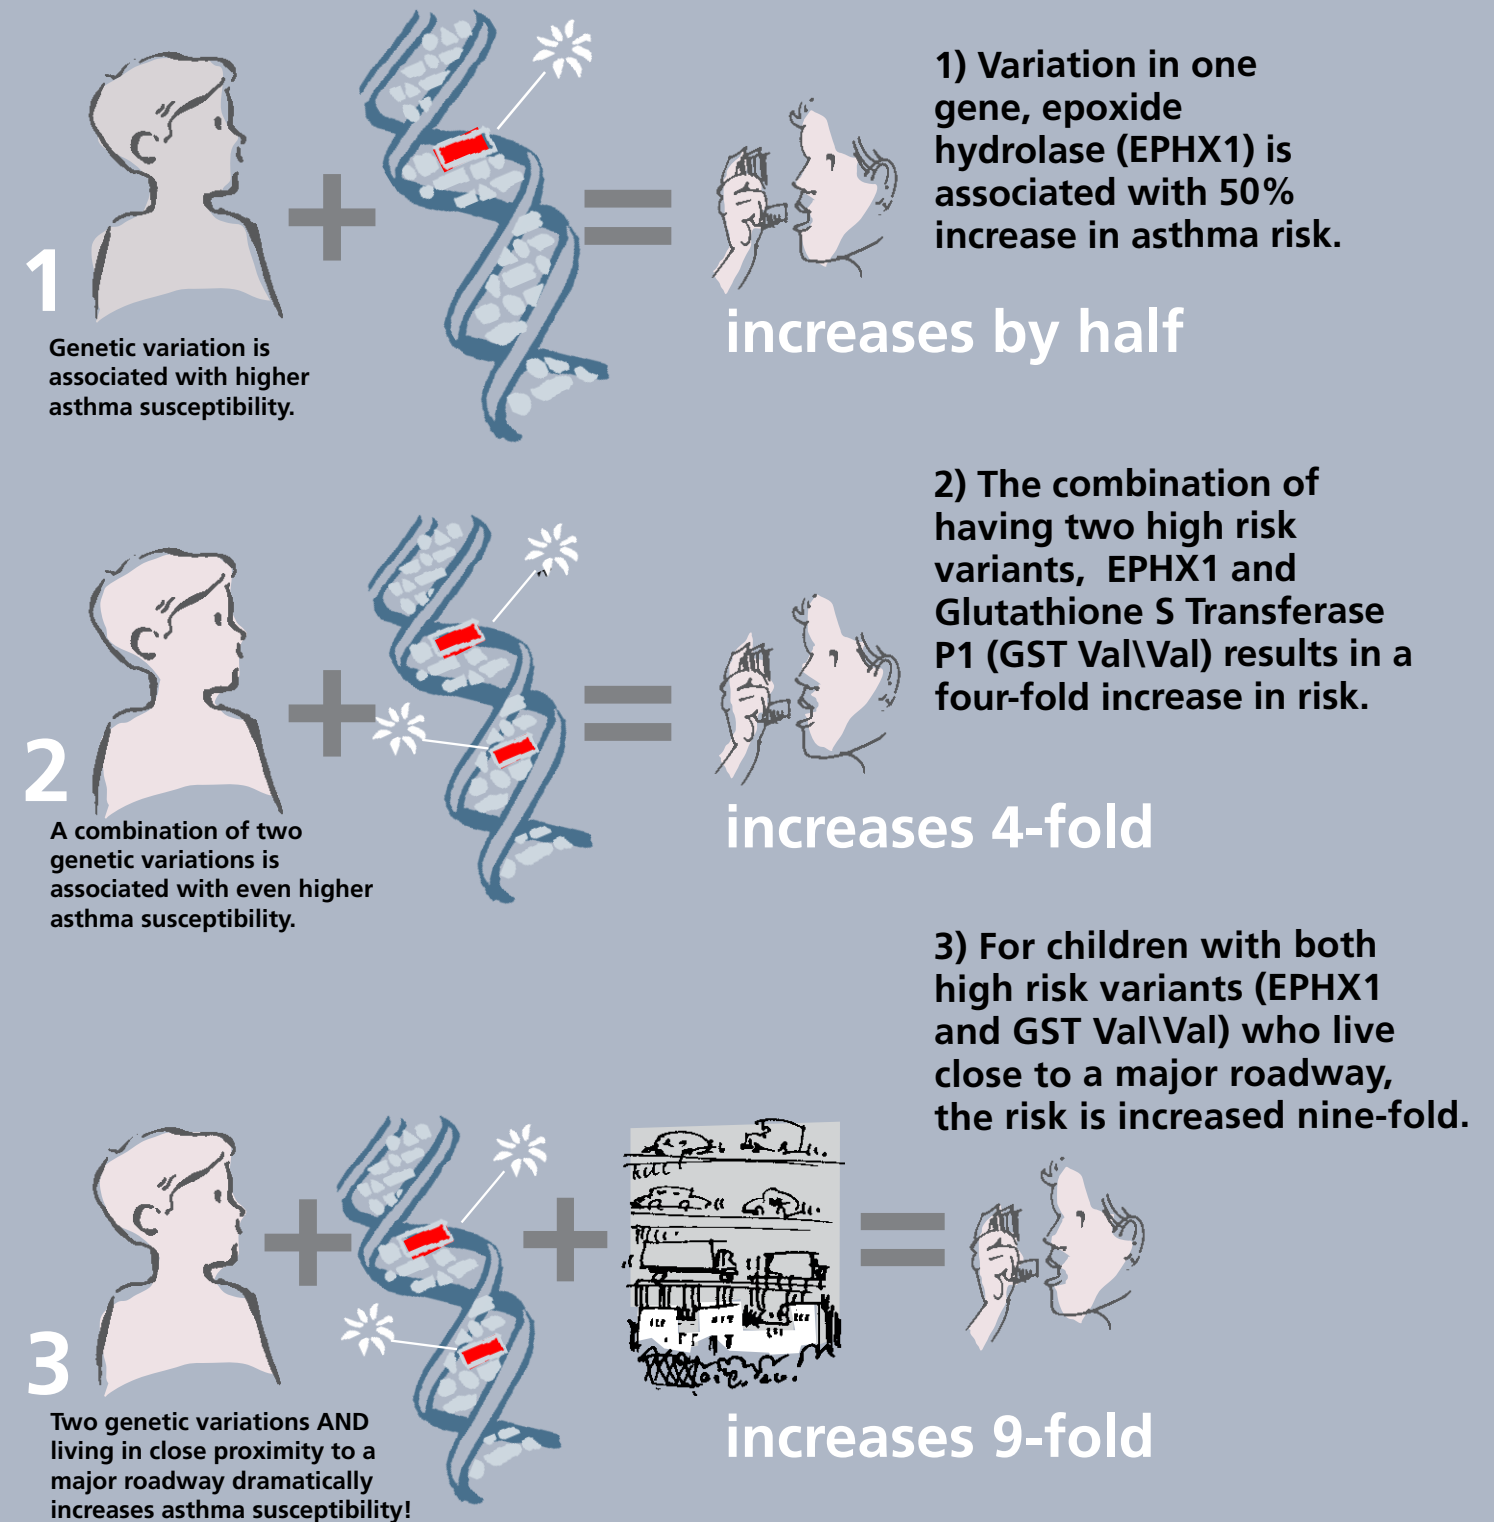 1) Variation in one
gene, epoxide
hydrolase (EPHX1) is
associated with 50%
increase in asthma risk.
1
increases by half
Genetic variation is
associated with higher
asthma susceptibility.
2) The combination of
having two high risk
variants, EPHX1 and
Glutathione S Transferase
P1 (GST Val\Val) results in a
four-fold increase in risk.
2
increases 4-fold
A combination of two
genetic variations is
associated with even higher
asthma susceptibility.
3) For children with both
high risk variants (EPHX1
and GST Val\Val) who live
close to a major roadway,
the risk is increased nine-fold.
3
increases 9-fold
Two genetic variations AND
living in close proximity to a
major roadway dramatically
increases asthma susceptibility!